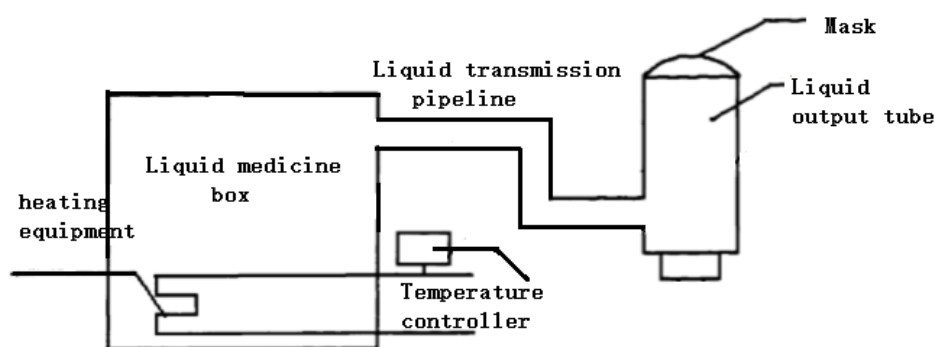 Mask
Liquid transmission
pipeline
Liquid
output tube
Liquid medicine
box
heating
equipment
Temperature
controller